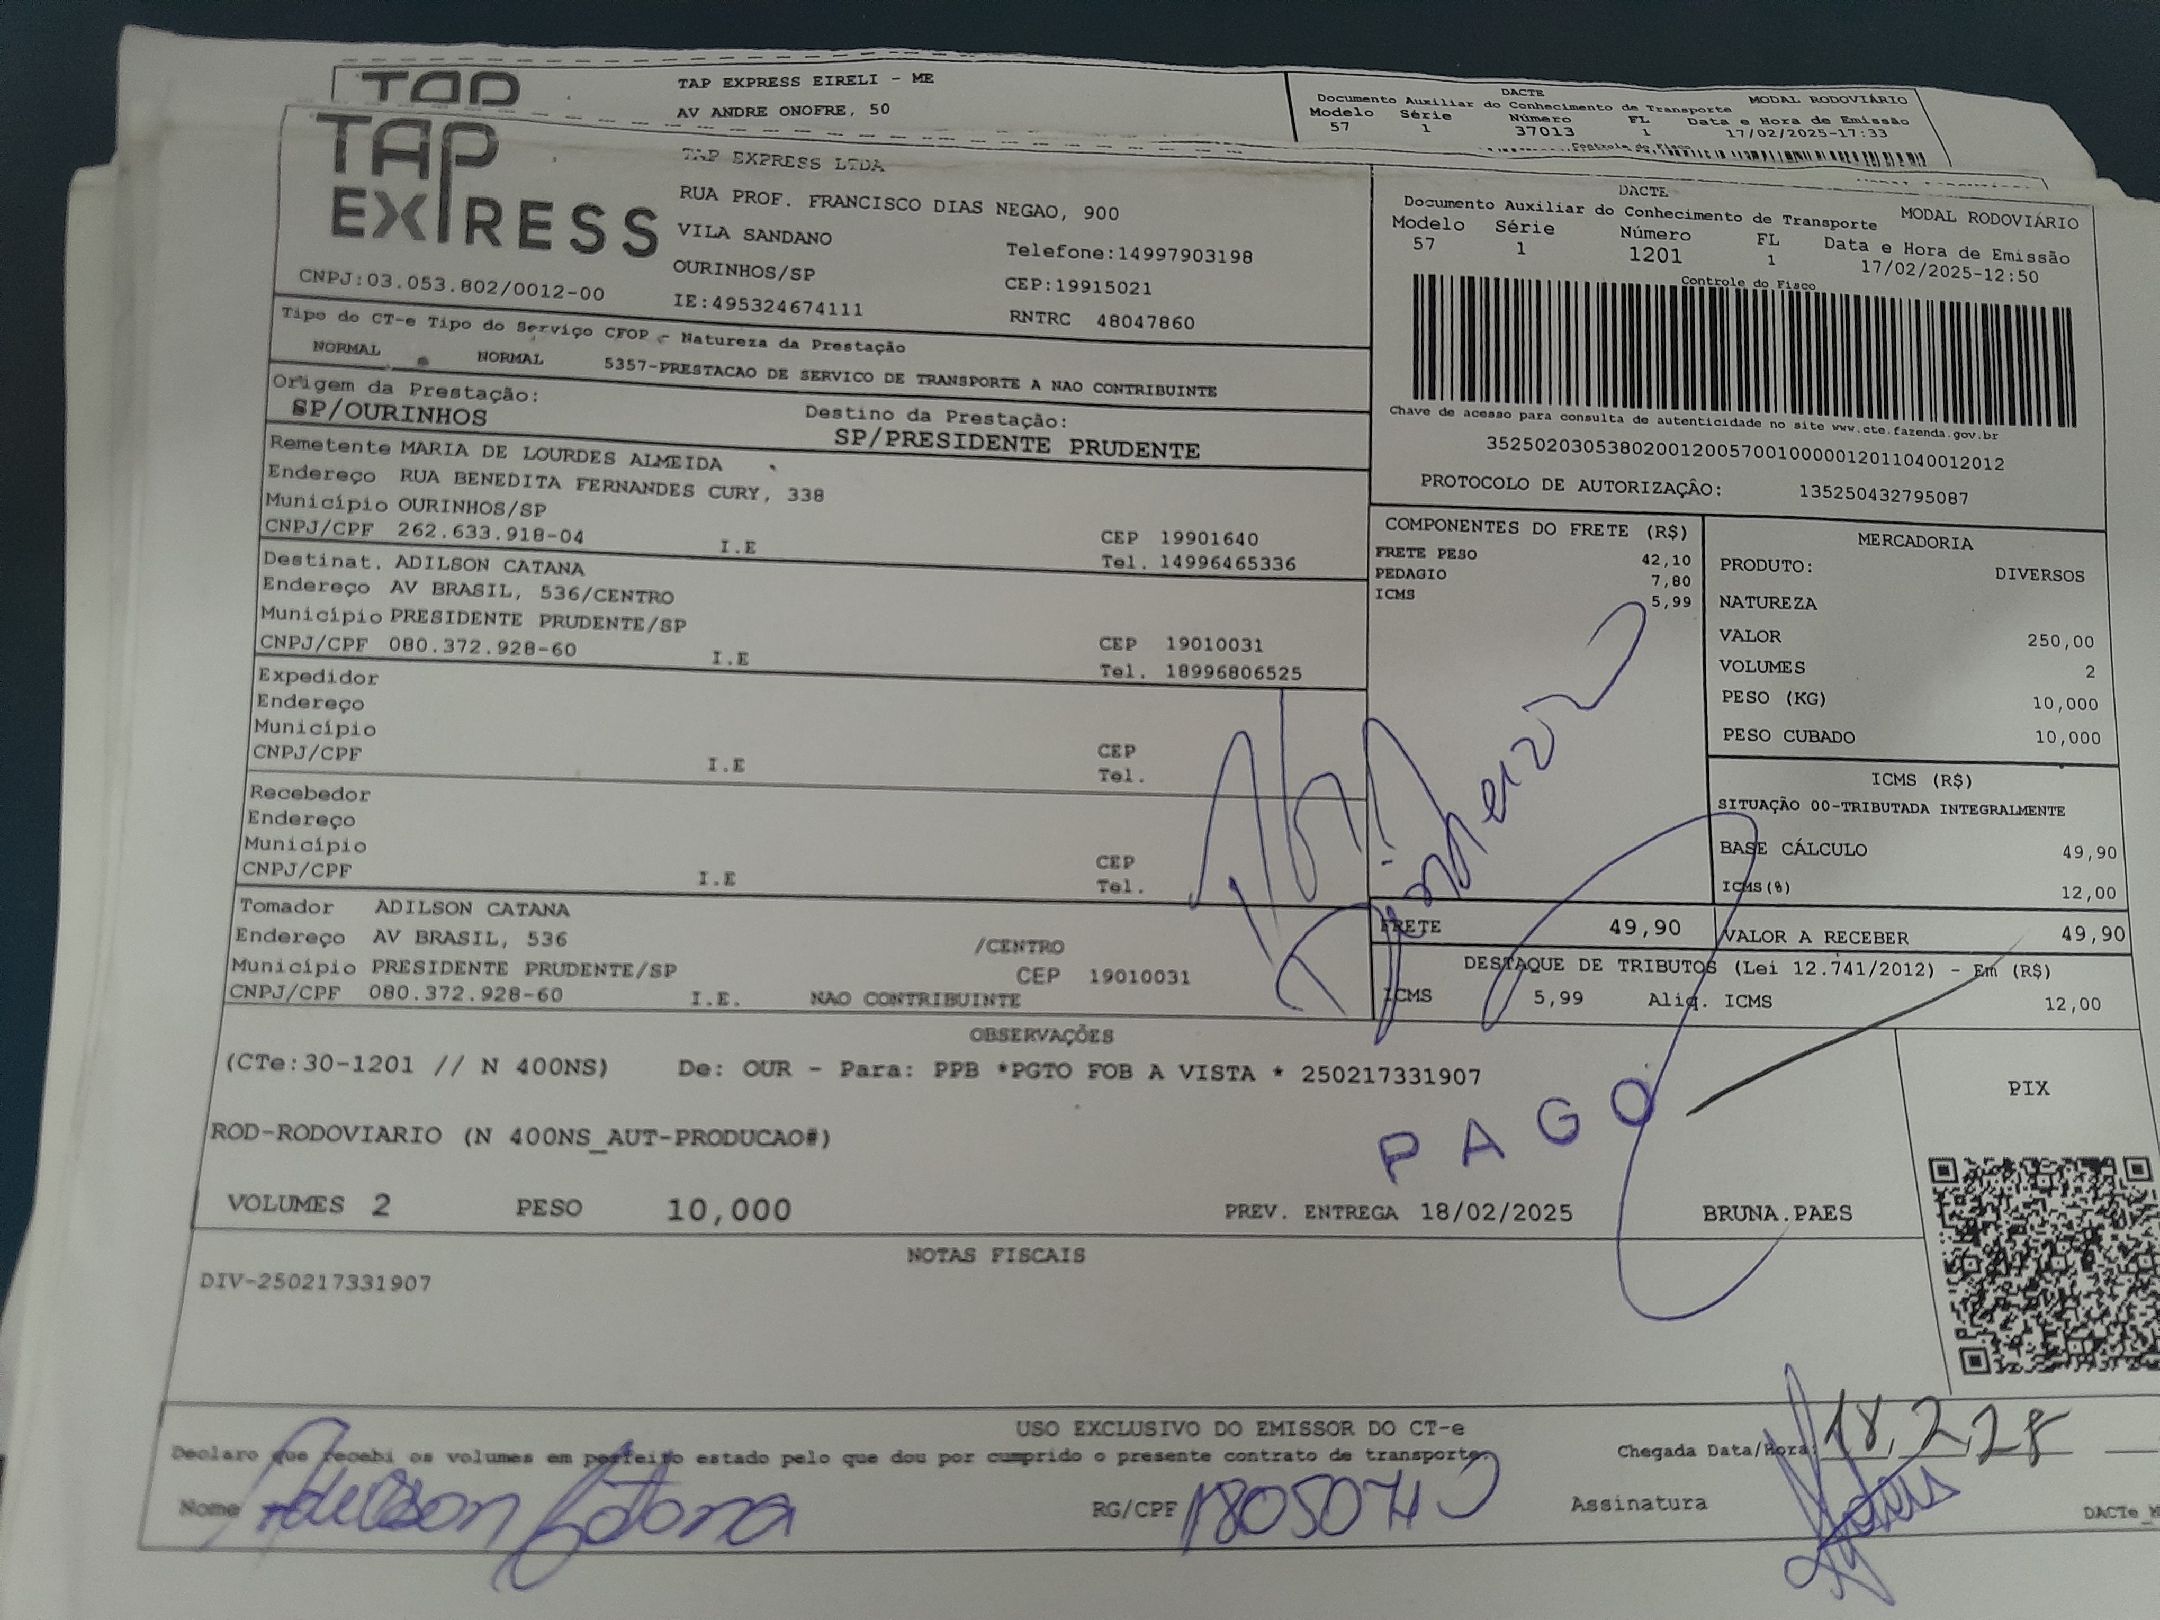 TAP
TAP EXPRESS EIRELI - ME
AV ANDRE ONOFRE, 50
DACTE
Documento Auxiliar do Conhecimento de Transporte MODAL RODOVIÁRIO
Modelo Série Número FL Data e Hora de Emissão
57 1 37013 1 17/02/2025-17:33
Controle do Fisco
TAP EXPRESS
CNPJ:03.053.802/0012-00
TAP EXPRESS LTDA
RUA PROF. FRANCISCO DIAS NEGAO, 900
VILA SANDANO Telefone:14997903198
OURINHOS/SP CEP:19915021
IE:495324674111 RNTRC 48047860
DACTE
Documento Auxiliar do Conhecimento de Transporte MODAL RODOVIÁRIO
Modelo Série Número FL Data e Hora de Emissão
57 1 1201 1 17/02/2025-12:50
Controle do Fisco
Chave de acesso para consulta de autenticidade no site www.cte.fazenda.gov.br
35250203053802001200570010000012011040012012
PROTOCOLO DE AUTORIZAÇÂO: 135250432795087
Tipo do CT-e Tipo do Serviço CFOP - Natureza da Prestação
NORMAL NORMAL 5357-PRESTACAO DE SERVICO DE TRANSPORTE A NAO CONTRIBUINTE
Origem da Prestação: Destino da Prestação:
SP/OURINHOS SP/PRESIDENTE PRUDENTE
Remetente MARIA DE LOURDES ALMEIDA
Endereço RUA BENEDITA FERNANDES CURY, 338
Município OURINHOS/SP CEP 19901640
CNPJ/CPF 262.633.918-04 I.E Tel. 14996465336
Destinat. ADILSON CATANA
Endereço AV BRASIL, 536/CENTRO
Município PRESIDENTE PRUDENTE/SP CEP 19010031
CNPJ/CPF 080.372.928-60 I.E Tel. 18996806525
Expedidor
Endereço
Município CEP
CNPJ/CPF I.E Tel.
Recebedor
Endereço
Município CEP
CNPJ/CPF I.E Tel.
Tomador ADILSON CATANA
Endereço AV BRASIL, 536 /CENTRO
Município PRESIDENTE PRUDENTE/SP CEP 19010031
CNPJ/CPF 080.372.928-60 I.E. NAO CONTRIBUINTE
COMPONENTES DO FRETE (R$)
FRETE PESO 42,10
PEDAGIO 7,80
ICMS 5,99
MERCADORIA
PRODUTO: DIVERSOS
NATUREZA
VALOR 250,00
VOLUMES 2
PESO (KG) 10,000
PESO CUBADO 10,000
ICMS (R$)
SITUAÇÃO 00-TRIBUTADA INTEGRALMENTE
BASE CÁLCULO 49,90
ICMS(%) 12,00
FRETE 49,90 VALOR A RECEBER 49,90
DESTAQUE DE TRIBUTOS (Lei 12.741/2012) - Em (R$)
ICMS 5,99 Aliq. ICMS 12,00
OBSERVAÇÕES
(CTe:30-1201 // N 400NS) De: OUR - Para: PPB *PGTO FOB A VISTA * 250217331907
PIX
PAGO
ROD-RODOVIARIO (N 400NS_AUT-PRODUCAO#)
VOLUMES 2 PESO 10,000 PREV. ENTREGA 18/02/2025 BRUNA.PAES
NOTAS FISCAIS
DIV-250217331907
USO EXCLUSIVO DO EMISSOR DO CT-e
Declaro que recebi os volumes em perfeito estado pelo que dou por cumprido o presente contrato de transporte. Chegada Data/Hora:
Nome Adilson Catana RG/CPF Assinatura
DACTe_